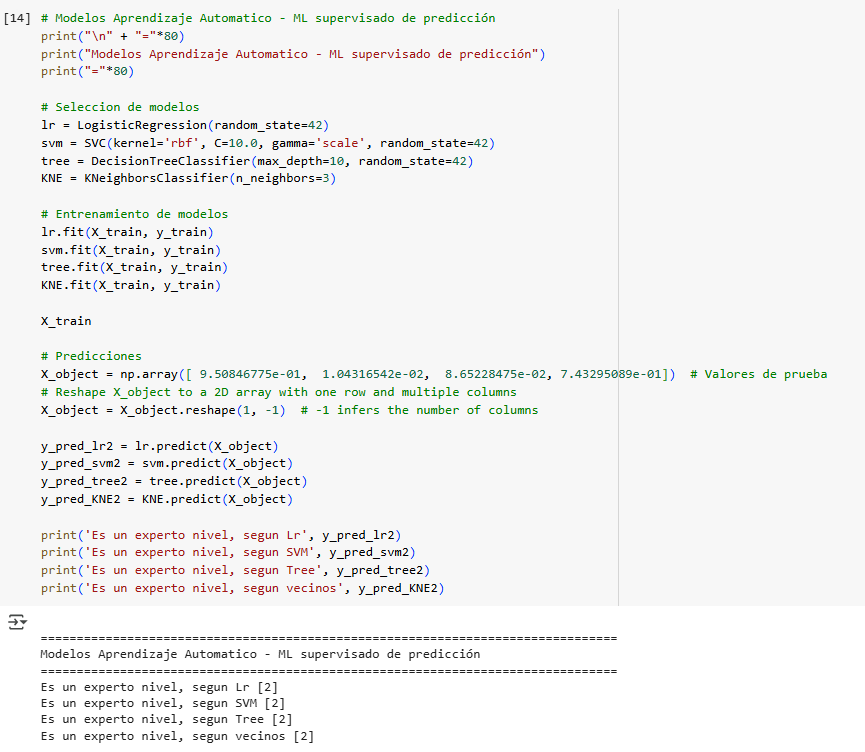 [14] # Modelos Aprendizaje Automatico - ML supervisado de predicción
print("\n" + "="*80)
print("Modelos Aprendizaje Automatico - ML supervisado de predicción")
print("="*80)
# Seleccion de modelos
lr = LogisticRegression(random_state=42)
svm = SVC(kernel='rbf', C=10.0, gamma='scale', random_state=42)
tree = DecisionTreeClassifier(max_depth=10, random_state=42)
KNE = KNeighborsClassifier(n_neighbors=3)
# Entrenamiento de modelos
lr.fit(X_train, y_train)
svm.fit(X_train, y_train)
tree.fit(X_train, y_train)
KNE.fit(X_train, y_train)
X_train
# Predicciones
X_object = np.array([ 9.50846775e-01,  1.04316542e-02,  8.65228475e-02, 7.43295089e-01])  # Valores de prueba
# Reshape X_object to a 2D array with one row and multiple columns
X_object = X_object.reshape(1, -1)  # -1 infers the number of columns
y_pred_lr2 = lr.predict(X_object)
y_pred_svm2 = svm.predict(X_object)
y_pred_tree2 = tree.predict(X_object)
y_pred_KNE2 = KNE.predict(X_object)
print('Es un experto nivel, segun Lr', y_pred_lr2)
print('Es un experto nivel, segun SVM', y_pred_svm2)
print('Es un experto nivel, segun Tree', y_pred_tree2)
print('Es un experto nivel, segun vecinos', y_pred_KNE2)
================================================================================
Modelos Aprendizaje Automatico - ML supervisado de predicción
================================================================================
Es un experto nivel, segun Lr [2]
Es un experto nivel, segun SVM [2]
Es un experto nivel, segun Tree [2]
Es un experto nivel, segun vecinos [2]